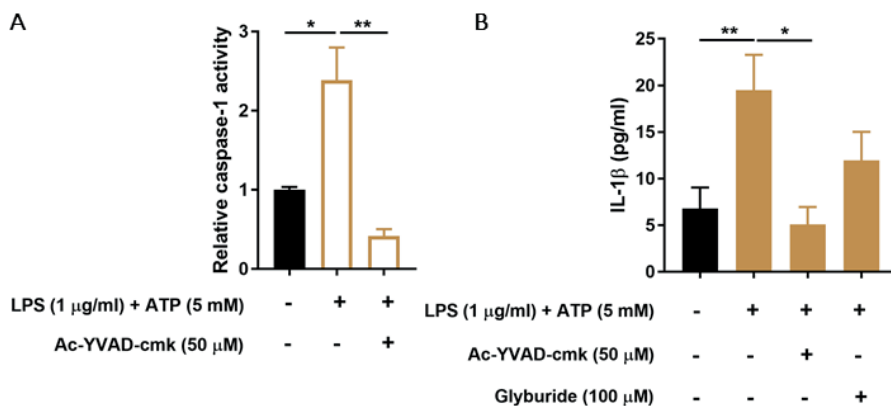 A
* **
Relative caspase-1 activity
3
2
1
0
LPS (1 μg/ml) + ATP (5 mM) - + +
Ac-YVAD-cmk (50 μM) - - +
B
** *
IL-1β (pg/ml)
25
20
15
10
5
0
LPS (1 μg/ml) + ATP (5 mM) - + + +
Ac-YVAD-cmk (50 μM) - - + -
Glyburide (100 μM) - - - +